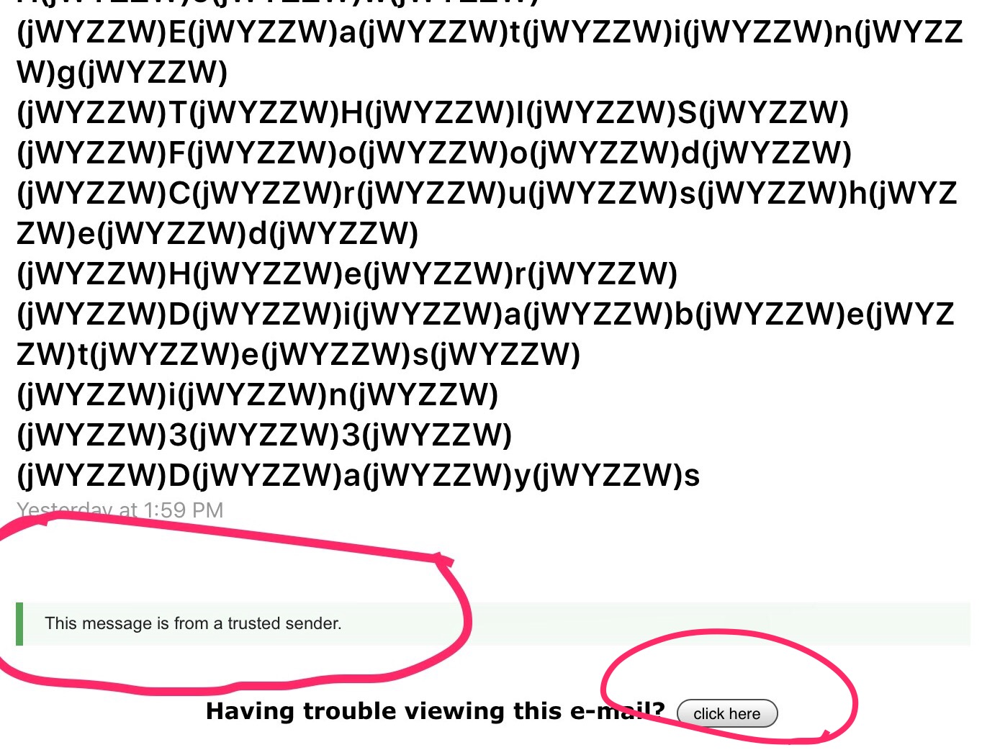 (jWYZZW)E(jWYZZW)a(jWYZZW)t(jWYZZW)i(jWYZZW)n(jWYZZ
W)g(jWYZZW)
(jWYZZW)T(jWYZZW)H(jWYZZW)I(jWYZZW)S(jWYZZW)
(jWYZZW)F(jWYZZW)o(jWYZZW)o(jWYZZW)d(jWYZZW)
(jWYZZW)C(jWYZZW)r(jWYZZW)u(jWYZZW)s(jWYZZW)h(jWYZ
ZW)e(jWYZZW)d(jWYZZW)
(jWYZZW)H(jWYZZW)e(jWYZZW)r(jWYZZW)
(jWYZZW)D(jWYZZW)i(jWYZZW)a(jWYZZW)b(jWYZZW)e(jWYZ
ZW)t(jWYZZW)e(jWYZZW)s(jWYZZW)
(jWYZZW)i(jWYZZW)n(jWYZZW)
(jWYZZW)3(jWYZZW)3(jWYZZW)
(jWYZZW)D(jWYZZW)a(jWYZZW)y(jWYZZW)s
Yesterday at 1:59 PM
This message is from a trusted sender.
Having trouble viewing this e-mail? click here